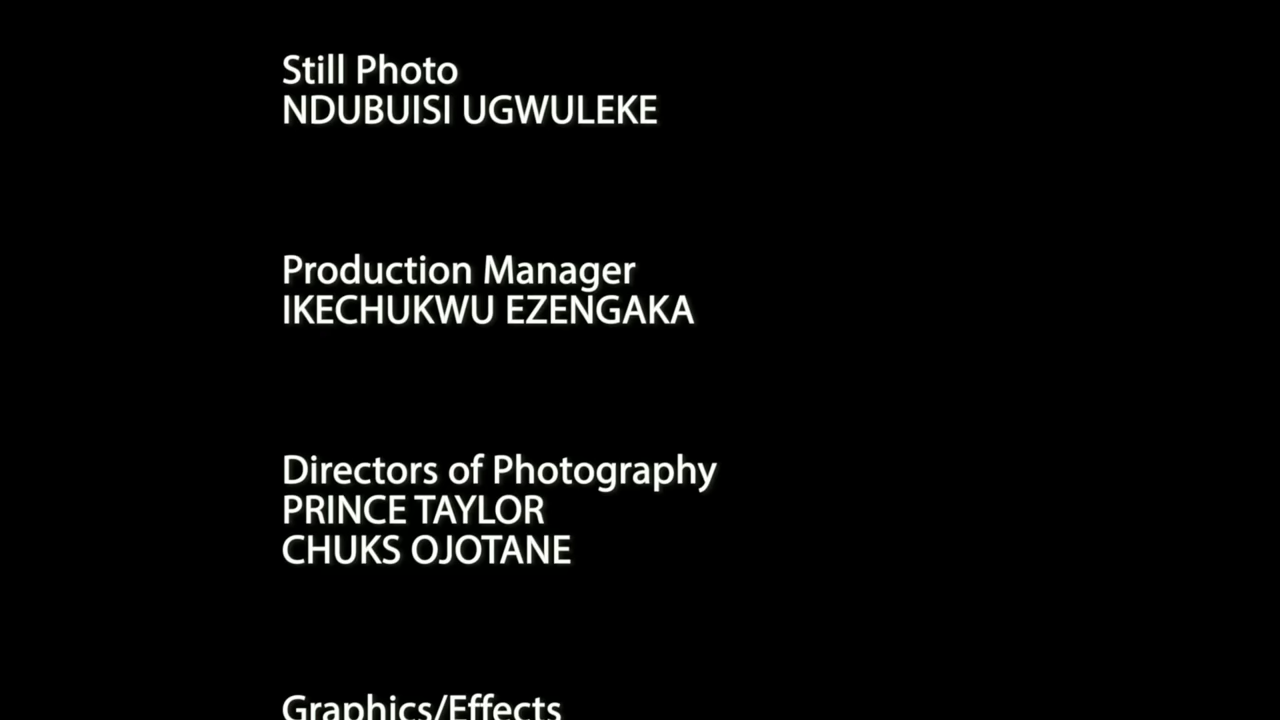 Still Photo
NDUBUISI UGWULEKE
Production Manager
IKECHUKWU EZENGAKA
Directors of Photography
PRINCE TAYLOR
CHUKS OJOTANE
Graphics/Effects